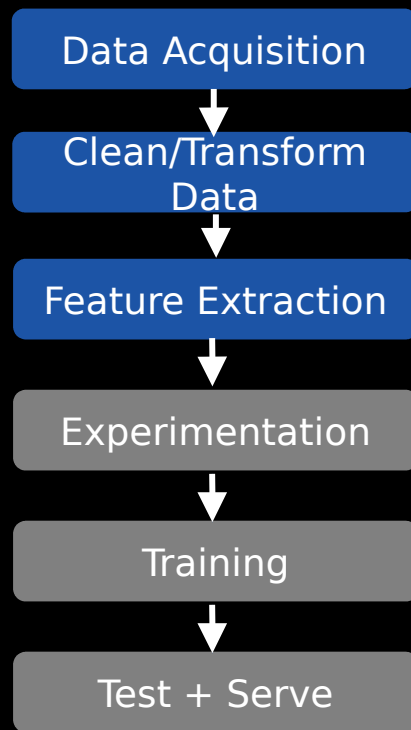 Data Acquisition
Clean/Transform
Data
Feature Extraction
Experimentation
Training
Test + Serve